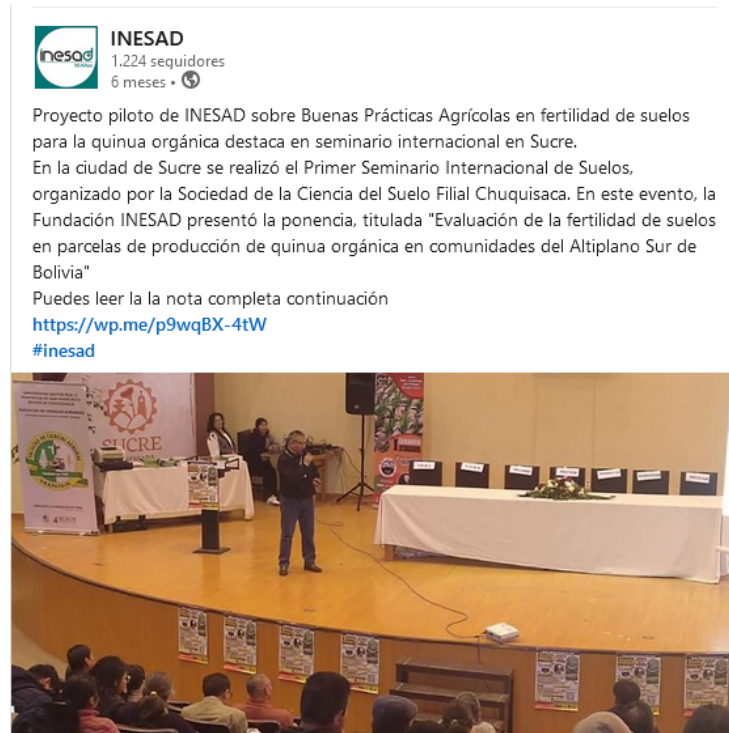 inesad
INESAD
1.224 seguidores
6 meses •
Proyecto piloto de INESAD sobre Buenas Prácticas Agrícolas en fertilidad de suelos
para la quinua orgánica destaca en seminario internacional en Sucre.
En la ciudad de Sucre se realizó el Primer Seminario Internacional de Suelos,
organizado por la Sociedad de la Ciencia del Suelo Filial Chuquisaca. En este evento, la
Fundación INESAD presentó la ponencia, titulada "Evaluación de la fertilidad de suelos
en parcelas de producción de quinua orgánica en comunidades del Altiplano Sur de
Bolivia"
Puedes leer la la nota completa continuación
https://wp.me/p9wqBX-4tW
#inesad
SUCRE